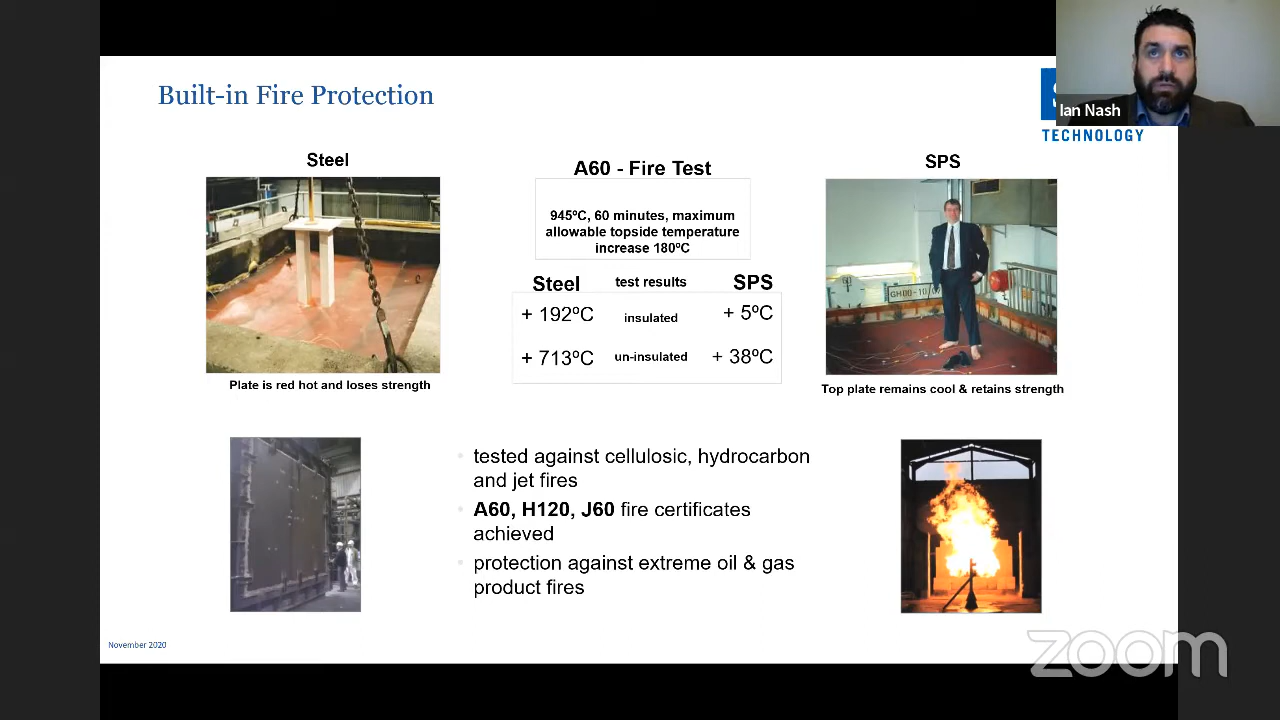 Built-in Fire Protection
Ian Nash
TECHNOLOGY
Steel
A60 - Fire Test
SPS
945ºC, 60 minutes, maximum
allowable topside temperature
increase 180ºC
Steel test results SPS
+ 192ºC insulated + 5ºC
+ 713ºC un-insulated + 38ºC
Plate is red hot and loses strength
Top plate remains cool & retains strength
tested against cellulosic, hydrocarbon
and jet fires
A60, H120, J60 fire certificates
achieved
protection against extreme oil & gas
product fires
November 2020
zoom